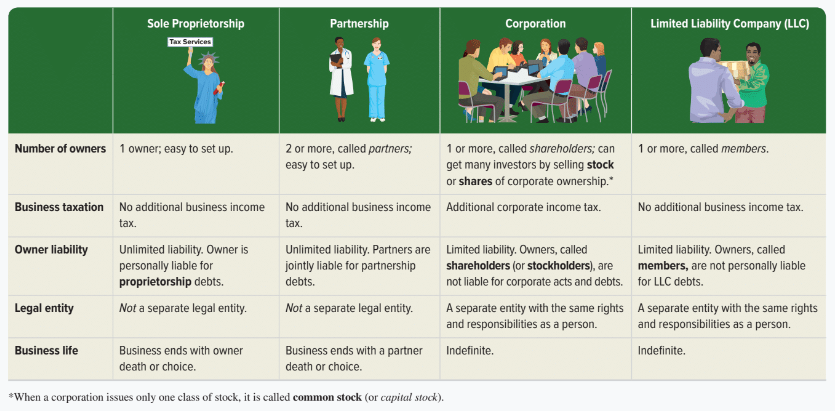 Sole Proprietorship
Partnership
Corporation
Limited Liability Company (LLC)
Tax Services
Number of owners
1 owner; easy to set up.
2 or more, called partners;
easy to set up.
1 or more, called shareholders; can
get many investors by selling stock
or shares of corporate ownership.*
1 or more, called members.
Business taxation
No additional business income
tax.
No additional business income
tax.
Additional corporate income tax.
No additional business income tax.
Owner liability
Unlimited liability. Owner is
personally liable for
proprietorship debts.
Unlimited liability. Partners are
jointly liable for partnership
debts.
Limited liability. Owners, called
shareholders (or stockholders), are
not liable for corporate acts and debts.
Limited liability. Owners, called
members, are not personally liable
for LLC debts.
Legal entity
Not a separate legal entity.
Not a separate legal entity.
A separate entity with the same rights
and responsibilities as a person.
A separate entity with the same rights
and responsibilities as a person.
Business life
Business ends with owner
death or choice.
Business ends with a partner
death or choice.
Indefinite.
Indefinite.
*When a corporation issues only one class of stock, it is called common stock (or capital stock).